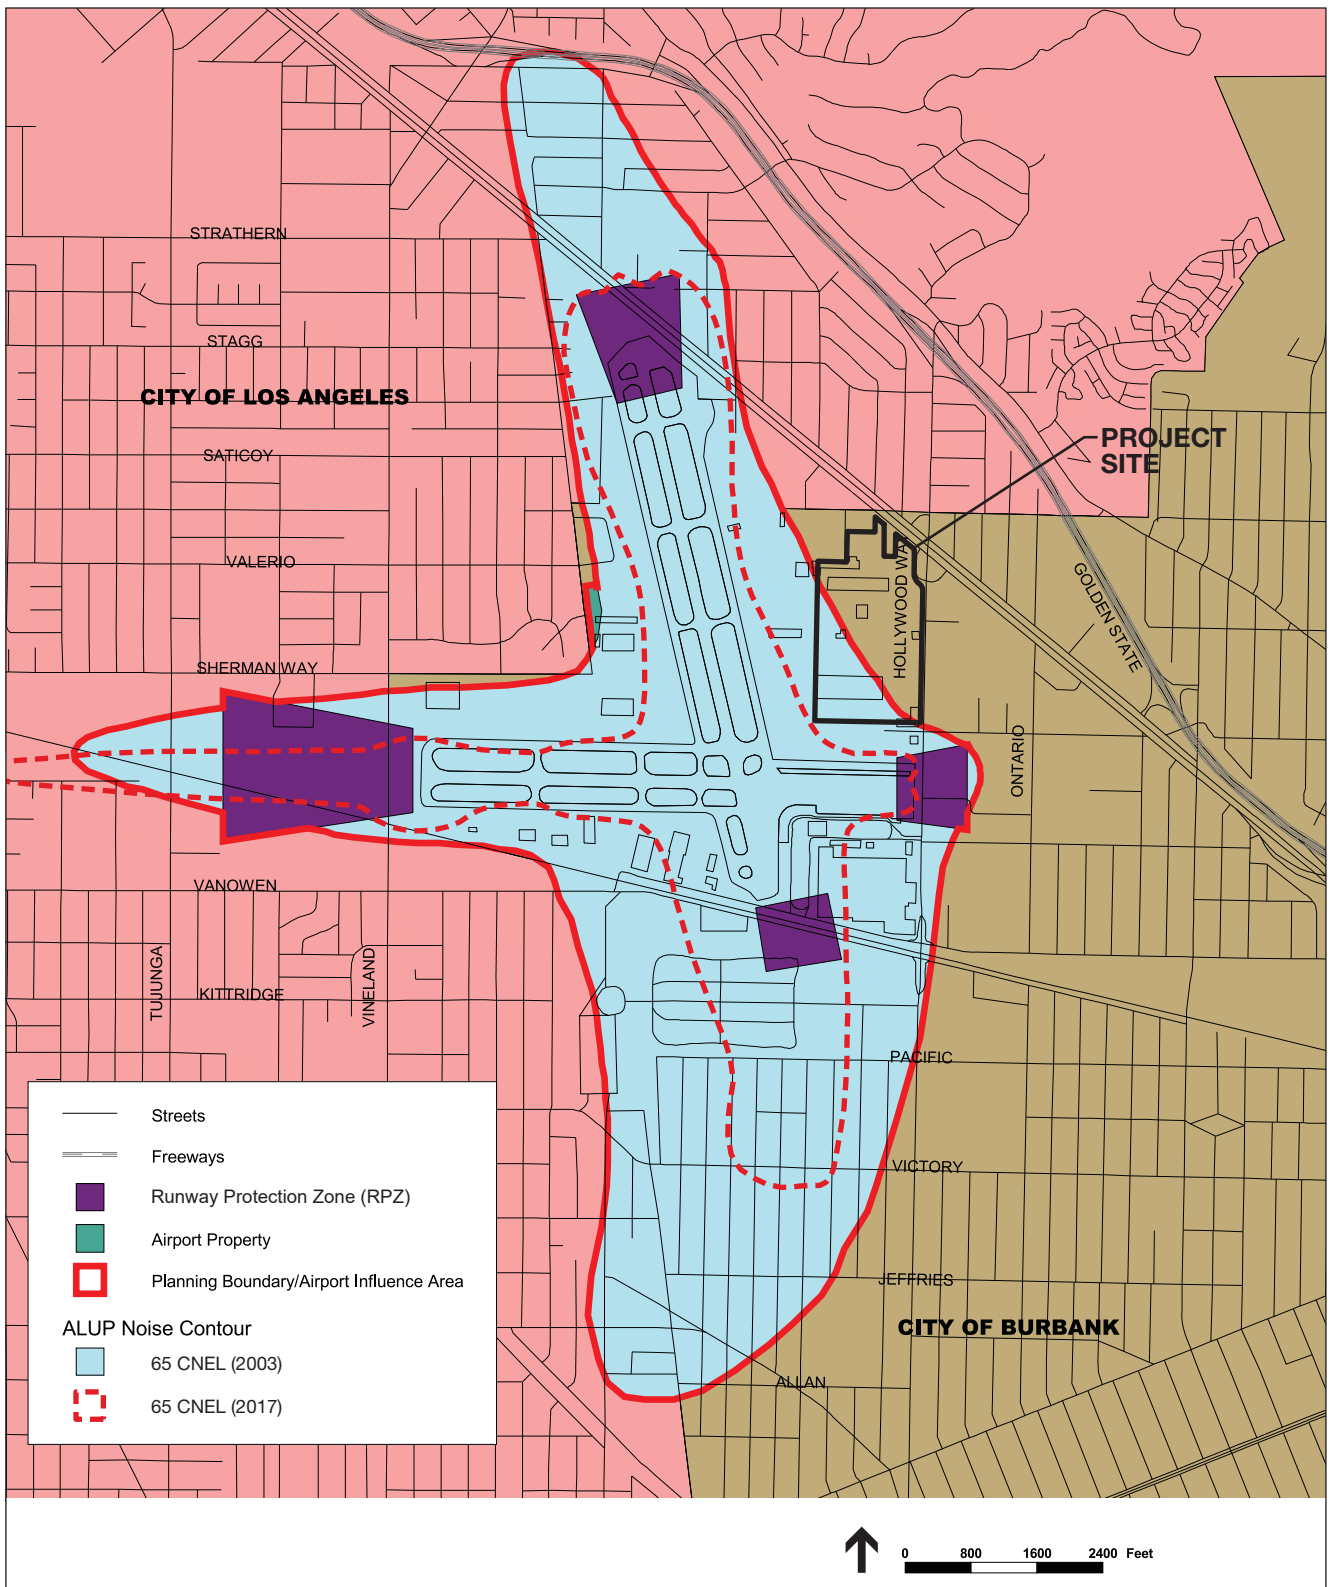 STRATHERN
STAGG
CITY OF LOS ANGELES
PROJECT
SITE
SATICOY
VALERIO
HOLLYWOOD WA
GOLDEN STATE
SHERMAN WAY
ONTARIO
VANOWEN
TUJUNGA
VINELAND
KITTRIDGE
PACIFIC
VICTORY
JEFFRIES
CITY OF BURBANK
ALLAN
Streets
Freeways
Runway Protection Zone (RPZ)
Airport Property
Planning Boundary/Airport Influence Area
ALUP Noise Contour
65 CNEL (2003)
65 CNEL (2017)
0 800 1600 2400 Feet